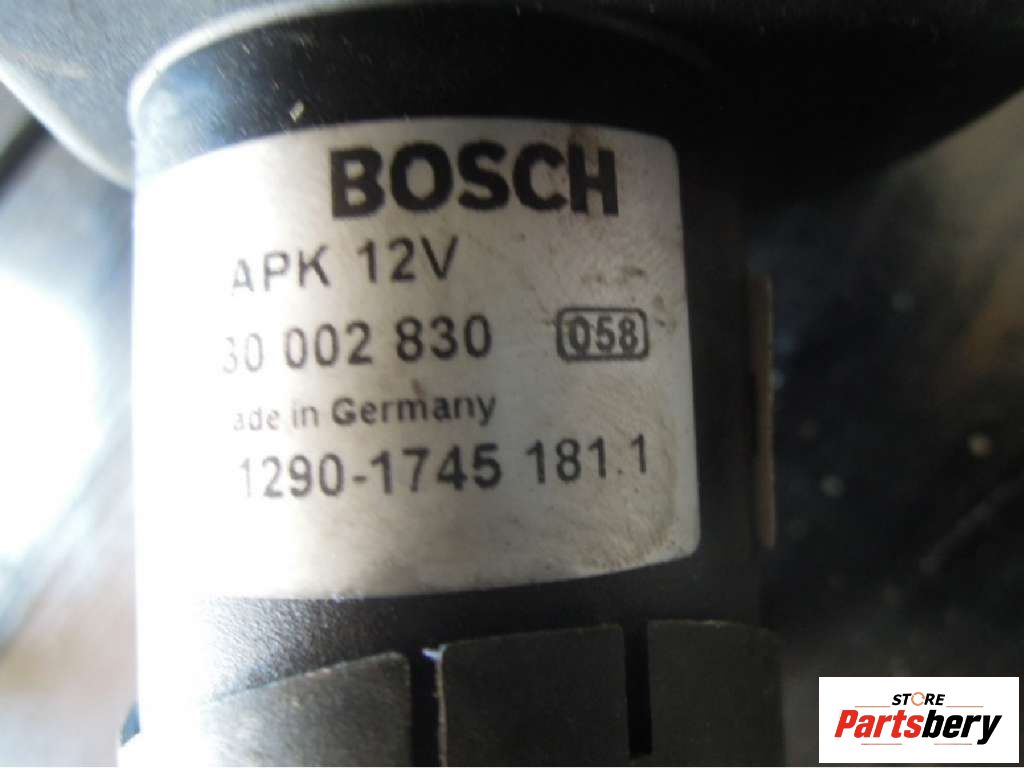 BOSCH
APK 12V
30 002 830 058
ade in Germany
1290-1745 181.1
STORE
Partsbery